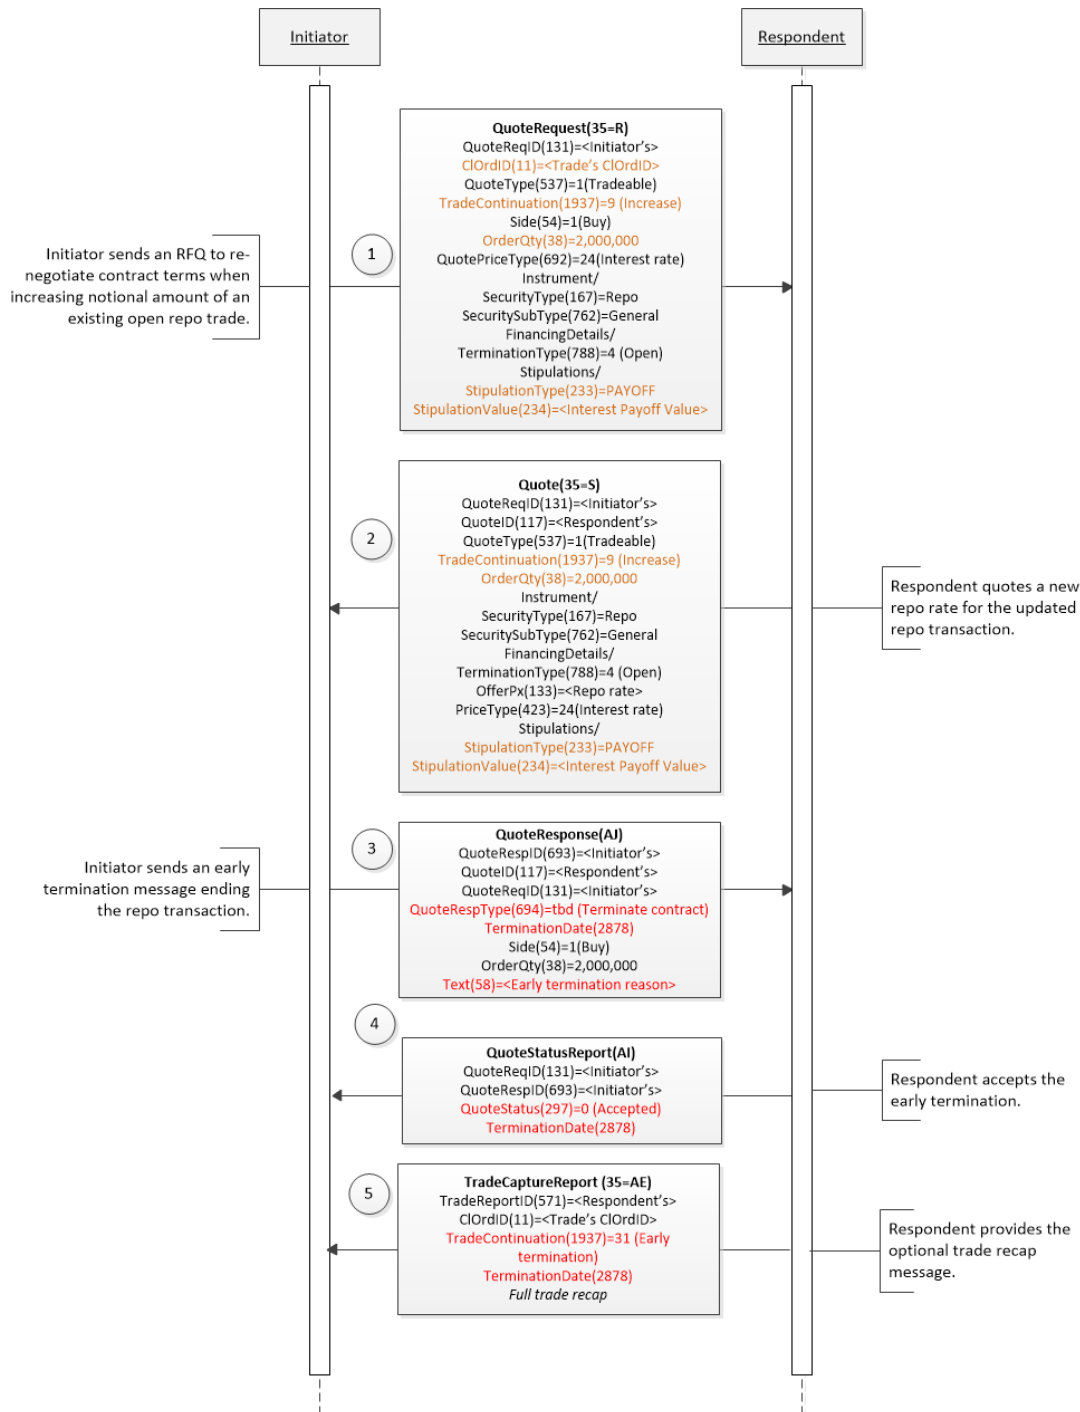 Initiator
Respondent
QuoteRequest(35=R)
QuoteReqID(131)=<Initiator's>
ClOrdID(11)=<Trade's ClOrdID>
QuoteType(537)=1(Tradeable)
TradeContinuation(1937)=9 (Increase)
Side(54)=1(Buy)
OrderQty(38)=2,000,000
QuotePriceType(692)=24(Interest rate)
Instrument/
SecurityType(167)=Repo
SecuritySubType(762)=General
FinancingDetails/
TerminationType(788)=4 (Open)
Stipulations/
StipulationType(233)=PAYOFF
StipulationValue(234)=<Interest Payoff Value>
1
Initiator sends an RFQ to re-
negotiate contract terms when
increasing notional amount of an
existing open repo trade.
Quote(35=S)
QuoteReqID(131)=<Initiator's>
QuoteID(117)=<Respondent's>
QuoteType(537)=1(Tradeable)
TradeContinuation(1937)=9 (Increase)
OrderQty(38)=2,000,000
Instrument/
SecurityType(167)=Repo
SecuritySubType(762)=General
FinancingDetails/
TerminationType(788)=4 (Open)
OfferPx(133)=<Repo rate>
PriceType(423)=24(Interest rate)
Stipulations/
StipulationType(233)=PAYOFF
StipulationValue(234)=<Interest Payoff Value>
2
Respondent quotes a new
repo rate for the updated
repo transaction.
QuoteResponse(AJ)
QuoteRespID(693)=<Initiator's>
QuoteID(117)=<Respondent's>
QuoteReqID(131)=<Initiator's>
QuoteRespType(694)=tbd (Terminate contract)
TerminationDate(2878)
Side(54)=1(Buy)
OrderQty(38)=2,000,000
Text(58)=<Early termination reason>
3
Initiator sends an early
termination message ending
the repo transaction.
4
QuoteStatusReport(AI)
QuoteReqID(131)=<Initiator's>
QuoteRespID(693)=<Initiator's>
QuoteStatus(297)=0 (Accepted)
TerminationDate(2878)
Respondent accepts the
early termination.
5
TradeCaptureReport (35=AE)
TradeReportID(571)=<Respondent's>
ClOrdID(11)=<Trade's ClOrdID>
TradeContinuation(1937)=31 (Early
termination)
TerminationDate(2878)
Full trade recap
Respondent provides the
optional trade recap
message.